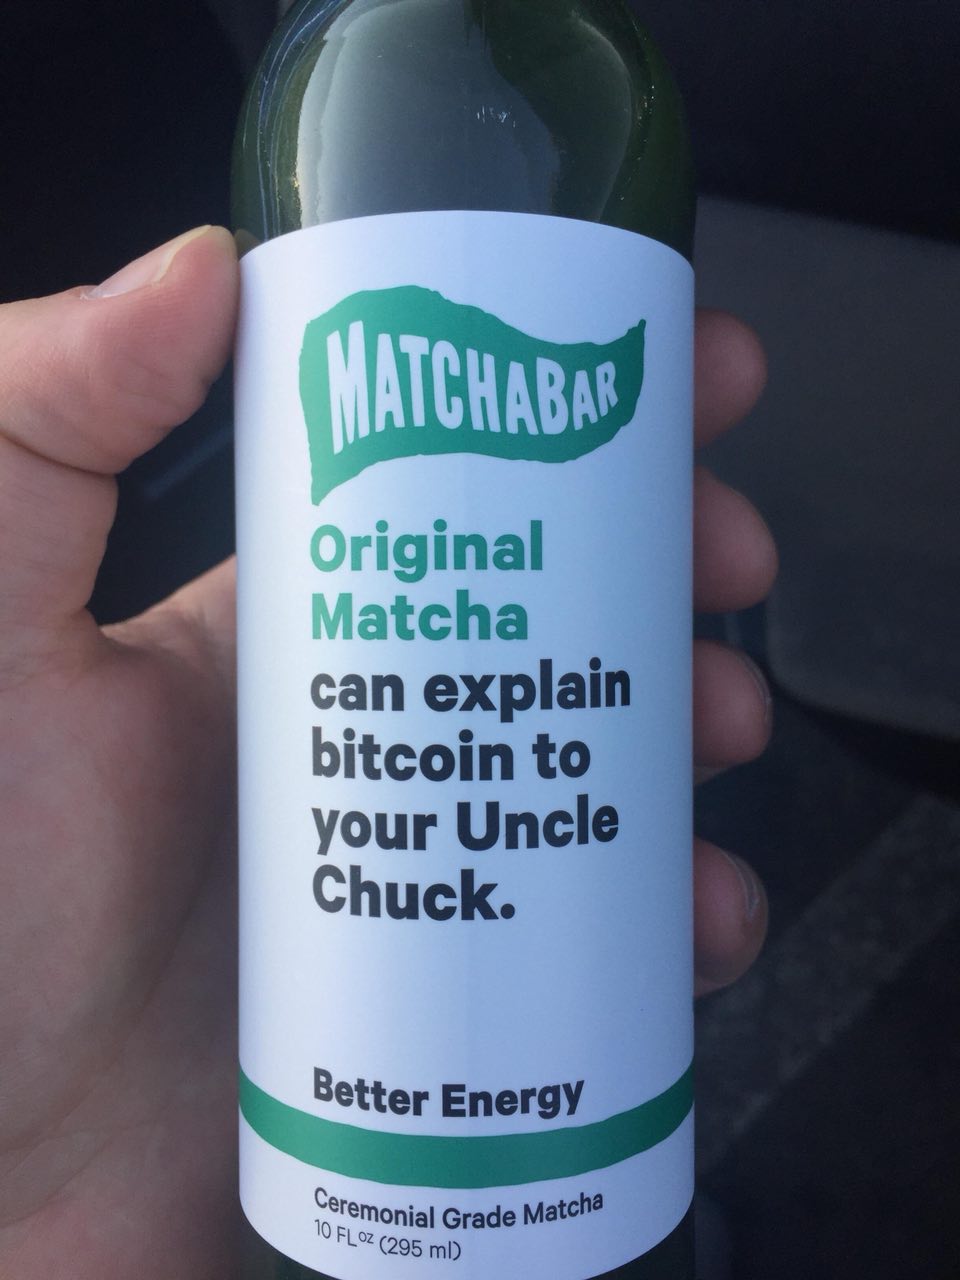 MATCHABAR
Original
Matcha
can explain
bitcoin to
your Uncle
Chuck.
Better Energy
Ceremonial Grade Matcha
10 FL oz (295 ml)